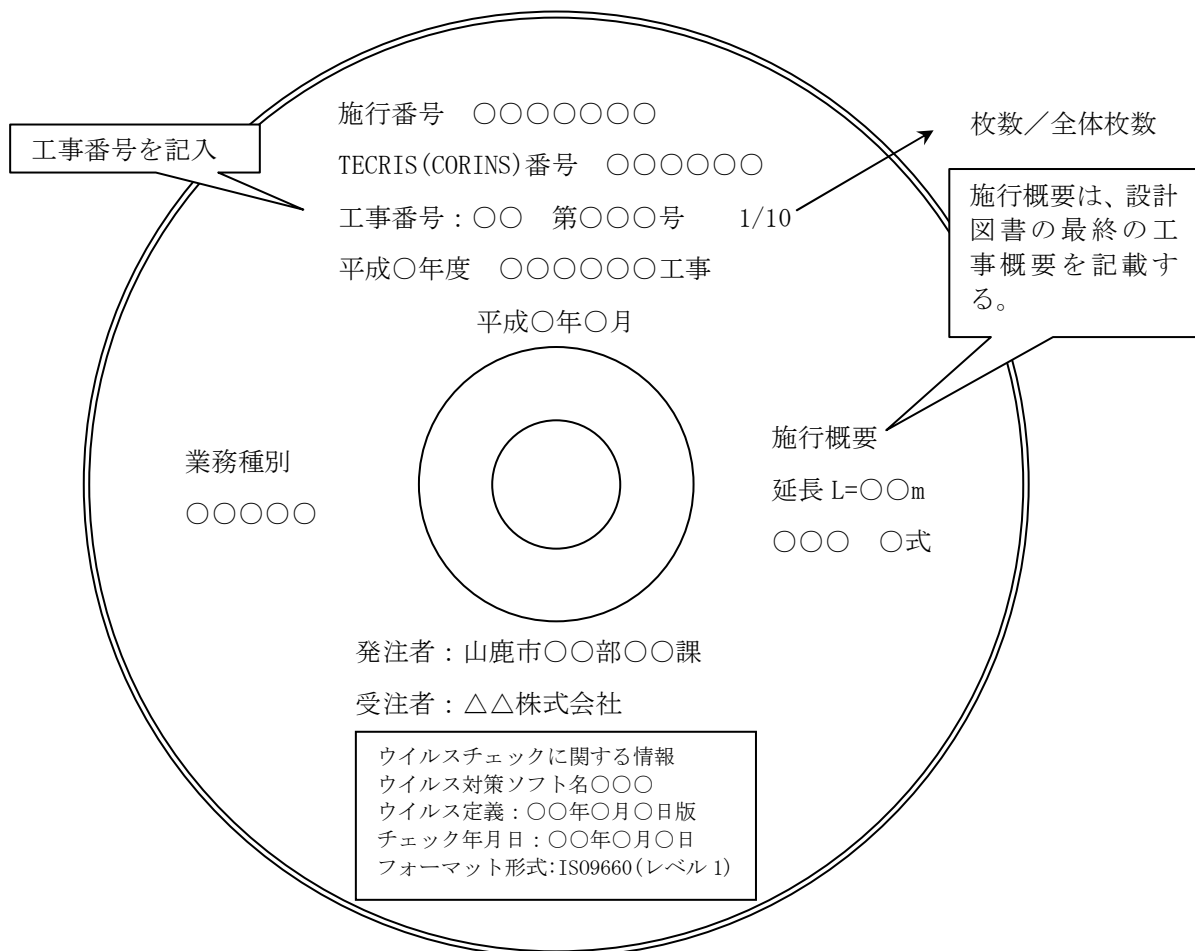 施行番号　○○○○○○○
枚数／全体枚数
工事番号を記入
TECRIS(CORINS)番号　○○○○○○
施行概要は、設計
図書の最終の工
事概要を記載す
る。
工事番号：○○　第○○○号　　1/10
平成○年度　○○○○○○工事
平成○年○月
業務種別
○○○○○
施行概要
延長 L=○○m
○○○　○式
発注者：山鹿市○○部○○課
受注者：△△株式会社
ウイルスチェックに関する情報
ウイルス対策ソフト名○○○
ウイルス定義：○○年○月○日版
チェック年月日：○○年○月○日
フォーマット形式:ISO9660(レベル 1)